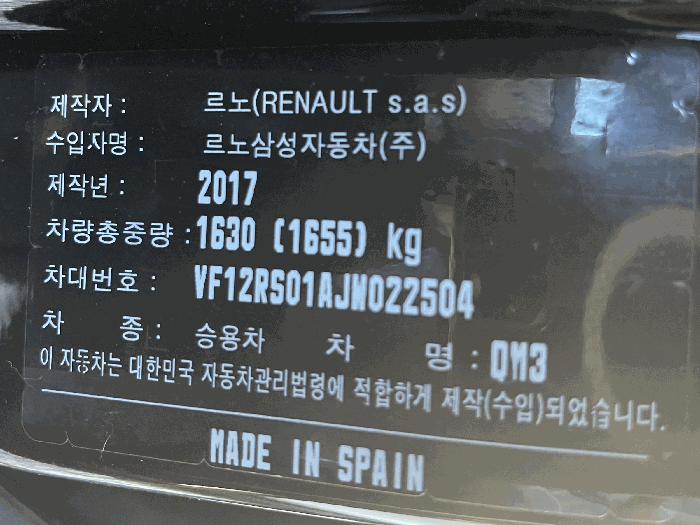 제작자 : 르노(RENAULT s.a.s)
수입자명 : 르노삼성자동차(주)
제작년 : 2017
차량총중량 : 1630 (1655) kg
차대번호 : VF12RS01AJW022504
차 종 : 승용차 차 명 : QM3
이 자동차는 대한민국 자동차관리법령에 적합하게 제작(수입)되었습니다.
MADE IN SPAIN